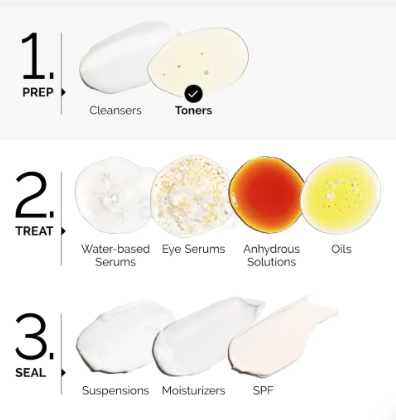 1.
PREP
Cleansers
Toners
2.
TREAT
Water-based
Serums
Eye Serums
Anhydrous
Solutions
Oils
3.
SEAL
Suspensions
Moisturizers
SPF